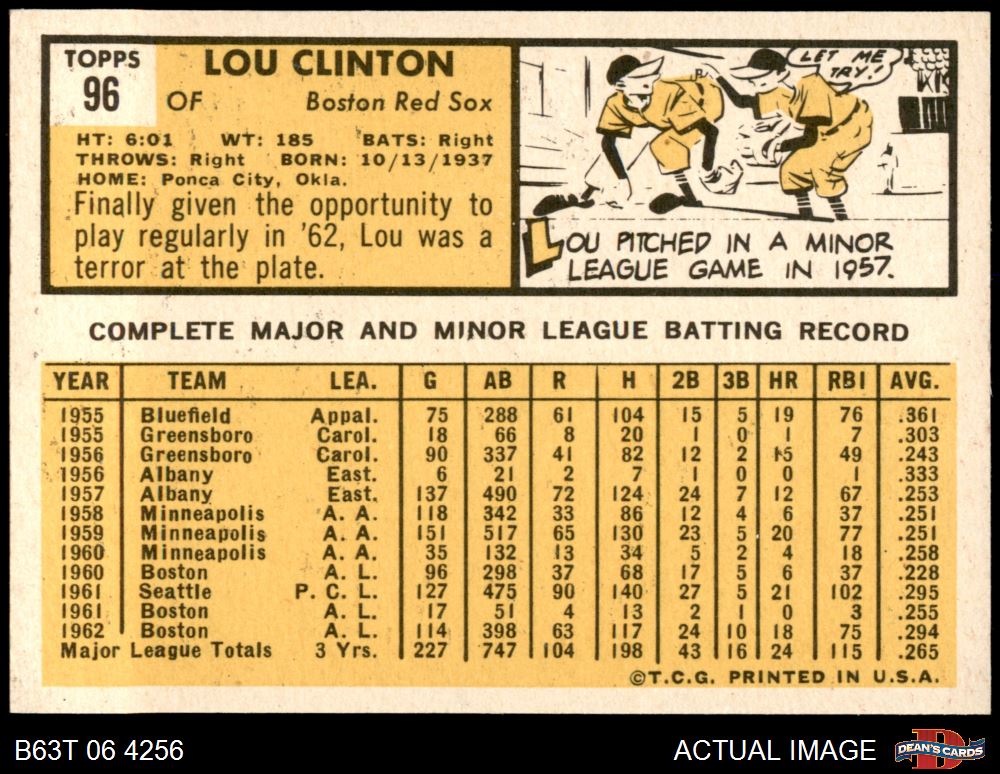 TOPPS
96
LOU CLINTON
OF Boston Red Sox
HT: 6:01 WT: 185 BATS: Right
THROWS: Right BORN: 10/13/1937
HOME: Ponca City, Okla.
Finally given the opportunity to
play regularly in '62, Lou was a
terror at the plate.
LET ME
TRY!
B
LOU PITCHED IN A MINOR
LEAGUE GAME IN 1957.
COMPLETE MAJOR AND MINOR LEAGUE BATTING RECORD
YEAR TEAM LEA. G AB R H 2B 3B HR RBI AVG.
1955 Bluefield Appal. 75 288 61 104 15 5 19 76 .361
1955 Greensboro Carol. 18 66 8 20 1 0 1 7 .303
1956 Greensboro Carol. 90 337 41 82 12 2 15 49 .243
1956 Albany East. 6 21 2 7 1 0 0 1 .333
1957 Albany East. 137 490 72 124 24 7 12 67 .253
1958 Minneapolis A. A. 118 342 33 86 12 4 6 37 .251
1959 Minneapolis A. A. 151 517 65 130 23 5 20 77 .251
1960 Minneapolis A. A. 35 132 13 34 5 2 4 18 .258
1960 Boston A. L. 96 298 37 68 17 5 6 37 .228
1961 Seattle P. C. L. 127 475 90 140 27 5 21 102 .295
1961 Boston A. L. 17 51 4 13 2 1 0 3 .255
1962 Boston A. L. 114 398 63 117 24 10 18 75 .294
Major League Totals 3 Yrs. 227 747 104 198 43 16 24 115 .265
©T.C.G. PRINTED IN U.S.A.
B63T 06 4256 ACTUAL IMAGE D DEAN'S CARDS